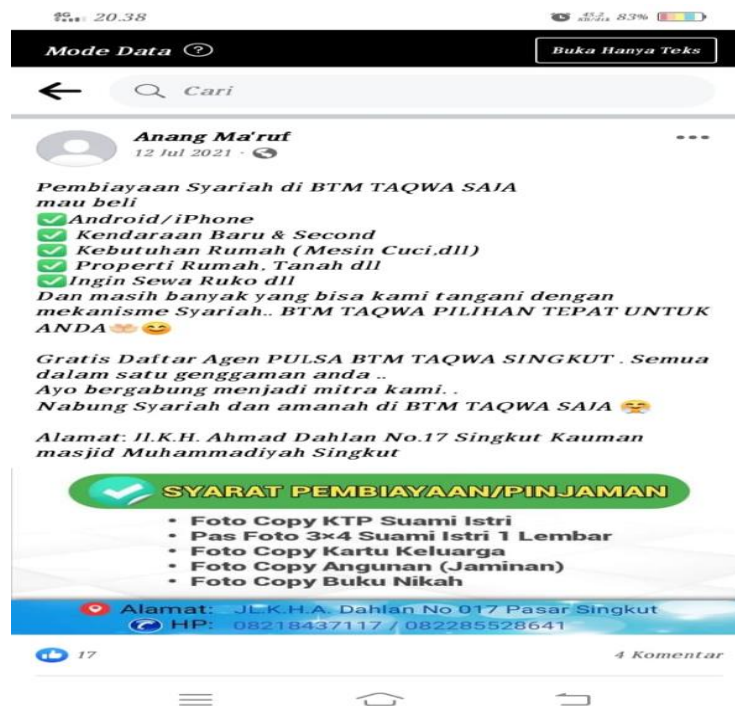 20.38
83%
Mode Data ?
Buka Hanya Teks
Cari
Anang Ma'ruf
12 Jul 2021 ·
Pembiayaan Syariah di BTM TAQWA SAJA
mau beli
✅Android/iPhone
✅ Kendaraan Baru & Second
✅ Kebutuhan Rumah (Mesin Cuci,dll)
✅ Properti Rumah, Tanah dll
✅Ingin Sewa Ruko dll
Dan masih banyak yang bisa kami tangani dengan
mekanisme Syariah.. BTM TAQWA PILIHAN TEPAT UNTUK
ANDA🤲🏻😊
Gratis Daftar Agen PULSA BTM TAQWA SINGKUT . Semua
dalam satu genggaman anda ..
Ayo bergabung menjadi mitra kami. .
Nabung Syariah dan amanah di BTM TAQWA SAJA
Alamat: Jl.K.H. Ahmad Dahlan No.17 Singkut Kauman
masjid Muhammadiyah Singkut
SYARAT PEMBIAYAAN/PINJAMAN
• Foto Copy KTP Suami Istri
• Pas Foto 3×4 Suami Istri 1 Lembar
• Foto Copy Kartu Keluarga
• Foto Copy Angunan (Jaminan)
• Foto Copy Buku Nikah
Alamat: JL.K.H.A. Dahlan No 017 Pasar Singkut
HP: 08218437117 / 082285528641
17
4 Komentar